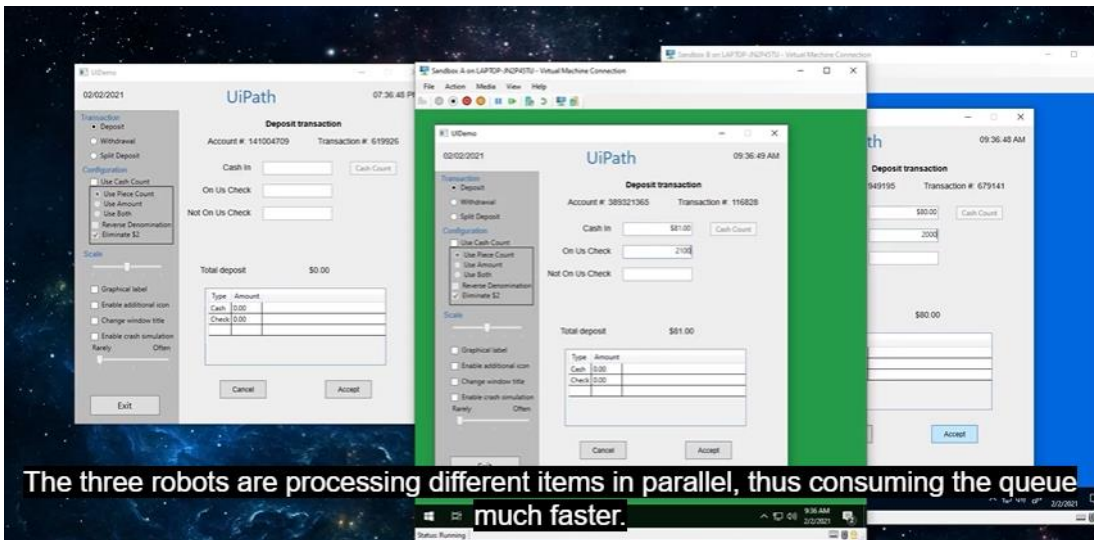 UIDemo
02/02/2021
UiPath
07:36:48 PM
Transaction
Deposit
Withdrawal
Split Deposit
Configuration
Use Cash Count
Use Piece Count
Use Amount
Use Both
Reverse Denomination
Eliminate $2
Scale
Graphical label
Enable additional icon
Change window title
Enable crash simulation
Rarely Often
Exit
Deposit transaction
Account #: 141004709 Transaction #: 619926
Cash In Cash Count
On Us Check
Not On Us Check
Total deposit $0.00
Type Amount
Cash 0.00
Check 0.00
Cancel Accept
Sandbox A on LAPTOP-JN2P45TU - Virtual Machine Connection
File Action Media View Help
UIDemo
02/02/2021
UiPath
09:36:49 AM
Transaction
Deposit
Withdrawal
Split Deposit
Configuration
Use Cash Count
Use Piece Count
Use Amount
Use Both
Reverse Denomination
Eliminate $2
Scale
Graphical label
Enable additional icon
Change window title
Enable crash simulation
Rarely Often
Deposit transaction
Account #: 389321365 Transaction #: 116828
Cash In $81.00 Cash Count
On Us Check 2100
Not On Us Check
Total deposit $81.00
Type Amount
Cash 0.00
Check 0.00
Cancel Accept
9:36 AM
2/2/2021
Status: Running
Sandbox B on LAPTOP-JN2P45TU - Virtual Machine Connection
th
09:36:48 AM
Deposit transaction
949195 Transaction #: 679141
$80.00 Cash Count
2000
$80.00
Accept
2/2/2021
The three robots are processing different items in parallel, thus consuming the queue
much faster.